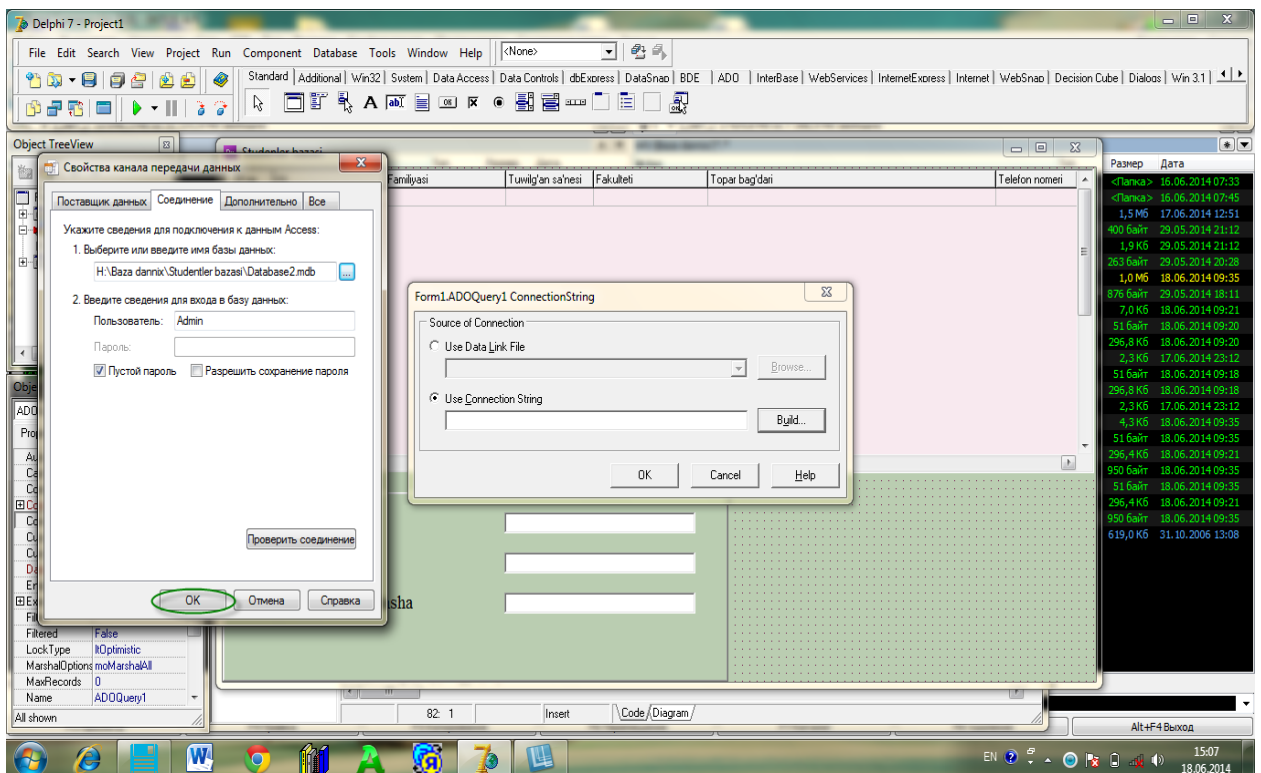 Delphi 7 - Project1
File Edit Search View Project Run Component Database Tools Window Help <None>
Standard Additional Win32 System Data Access Data Controls dbExpress DataSnap BDE ADO InterBase WebServices InternetExpress Internet WebSnap Decision Cube Dialogs Win 3.1
Object TreeView
Studentler bazasi
Размер Дата
Familiyasi Tuwilg'an sa'nesi Fakulteti Topar bag'dari Telefon nomeri
<Папка> 16.06.2014 07:33
<Папка> 16.06.2014 07:45
1,5 Мб 17.06.2014 12:51
400 байт 29.05.2014 21:12
1,9 Кб 29.05.2014 21:12
263 байт 29.05.2014 20:28
1,0 Мб 18.06.2014 09:35
876 байт 29.05.2014 18:11
7,0 Кб 18.06.2014 09:21
51 байт 18.06.2014 09:20
296,8 Кб 18.06.2014 09:20
2,3 Кб 17.06.2014 23:12
51 байт 18.06.2014 09:18
296,8 Кб 18.06.2014 09:18
2,3 Кб 17.06.2014 23:12
4,3 Кб 18.06.2014 09:35
51 байт 18.06.2014 09:35
296,4 Кб 18.06.2014 09:21
950 байт 18.06.2014 09:35
51 байт 18.06.2014 09:35
296,4 Кб 18.06.2014 09:21
950 байт 18.06.2014 09:35
619,0 Кб 31.10.2006 13:08
Свойства канала передачи данных
Поставщик данных Соединение Дополнительно Все
Укажите сведения для подключения к данным Access:
1. Выберите или введите имя базы данных:
H:\Baza dannix\Studentler bazasi\Database2.mdb ...
2. Введите сведения для входа в базу данных:
Пользователь: Admin
Пароль:
Пустой пароль Разрешить сохранение пароля
Проверить соединение
OK Отмена Справка
Form1.ADOQuery1 ConnectionString
Source of Connection
Use Data Link File
Browse...
Use Connection String
Build...
OK Cancel Help
sha
Filtered False
LockType ltOptimistic
MarshalOptions moMarshalAll
MaxRecords 0
Name ADOQuery1
All shown
82: 1 Insert Code Diagram
Alt+F4 Выход
EN 15:07
18.06.2014